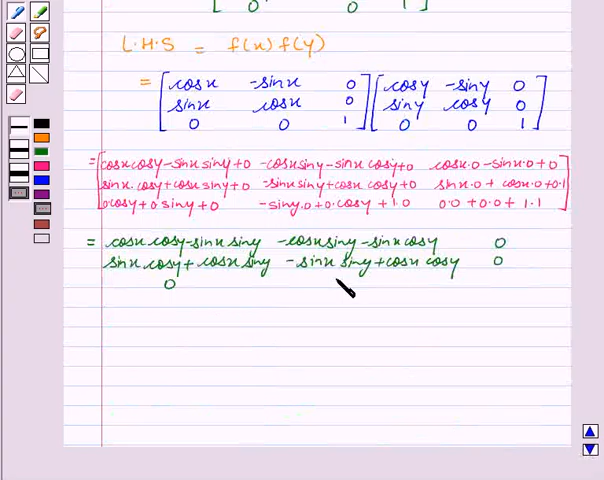 0 0 1
L.H.S = f(x) f(y)
= [cosx -sinx 0] [cosy -siny 0]
[sinx cosx 0] [siny cosy 0]
[0 0 1] [0 0 1]
= [cosx cosy - sinx siny + 0 -cosx siny - sinx cosy + 0 cosx.0 - sinx.0 + 0]
[sinx.cosy + cosx siny + 0 -sinx siny + cosx cosy + 0 sinx.0 + cosx.0 + 0.1]
[0.cosy + 0 siny + 0 -siny.0 + 0.cosy + 1.0 0.0 + 0.0 + 1.1]
= cosx cosy - sinx siny -cosx siny - sinx cosy 0
sinx cosy + cosx siny - sinx siny + cosx cosy 0
0